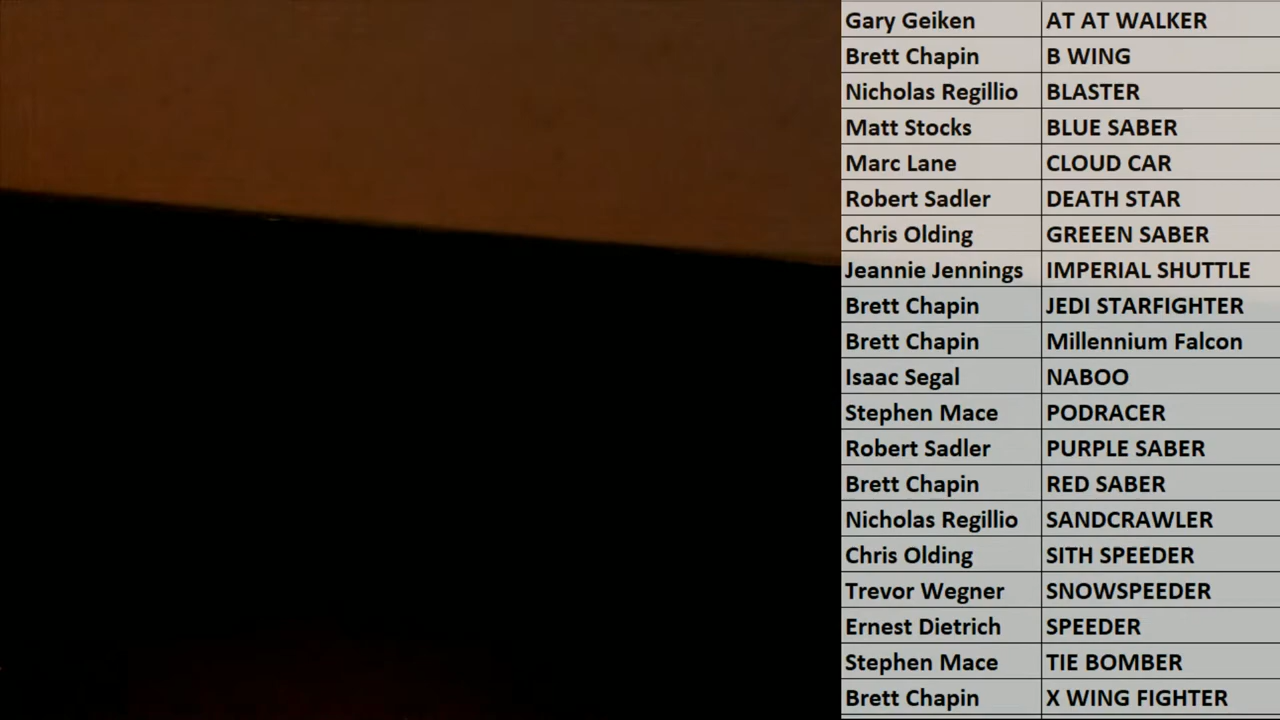 Gary Geiken AT AT WALKER
Brett Chapin B WING
Nicholas Regillio BLASTER
Matt Stocks BLUE SABER
Marc Lane CLOUD CAR
Robert Sadler DEATH STAR
Chris Olding GREEEN SABER
Jeannie Jennings IMPERIAL SHUTTLE
Brett Chapin JEDI STARFIGHTER
Brett Chapin Millennium Falcon
Isaac Segal NABOO
Stephen Mace PODRACER
Robert Sadler PURPLE SABER
Brett Chapin RED SABER
Nicholas Regillio SANDCRAWLER
Chris Olding SITH SPEEDER
Trevor Wegner SNOWSPEEDER
Ernest Dietrich SPEEDER
Stephen Mace TIE BOMBER
Brett Chapin X WING FIGHTER